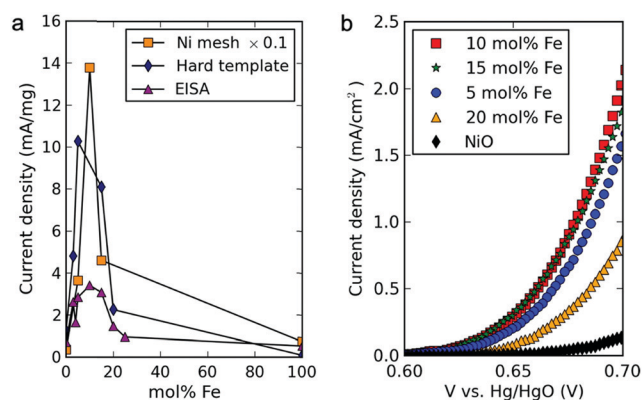 a
Ni mesh × 0.1
Hard template
EISA
Current density (mA/mg)
16
14
12
10
8
6
4
2
0
0 20 40 60 80 100
mol% Fe
b
10 mol% Fe
15 mol% Fe
5 mol% Fe
20 mol% Fe
NiO
Current density (mA/cm²)
2.5
2.0
1.5
1.0
0.5
0.0
0.60 0.65 0.70
V vs. Hg/HgO (V)